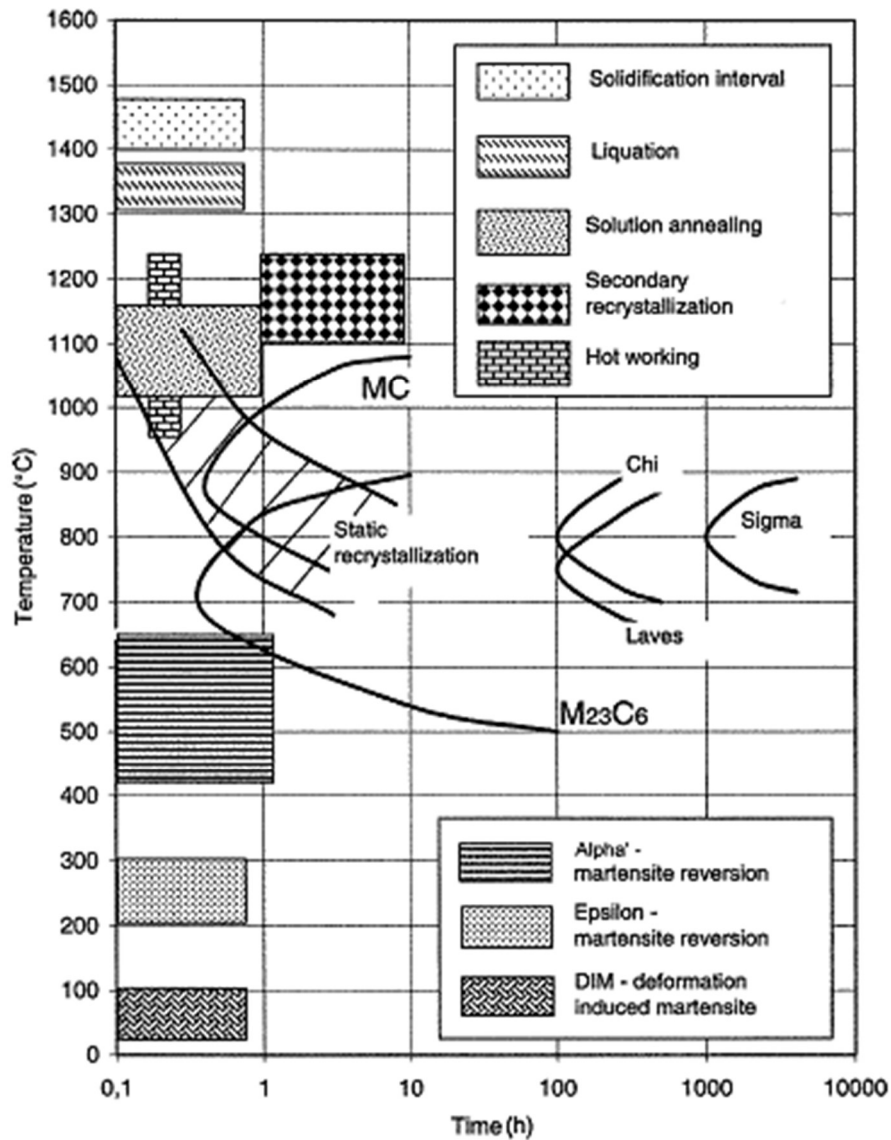 1600
1500
1400
1300
1200
1100
1000
900
800
700
600
500
400
300
200
100
0
Temperature (°C)
0,1
1
10
100
1000
10000
Time (h)
Solidification interval
Liquation
Solution annealing
Secondary
recrystallization
Hot working
MC
Static
recrystallization
Chi
Sigma
Laves
M23C6
Alpha' -
martensite reversion
Epsilon -
martensite reversion
DIM - deformation
induced martensite